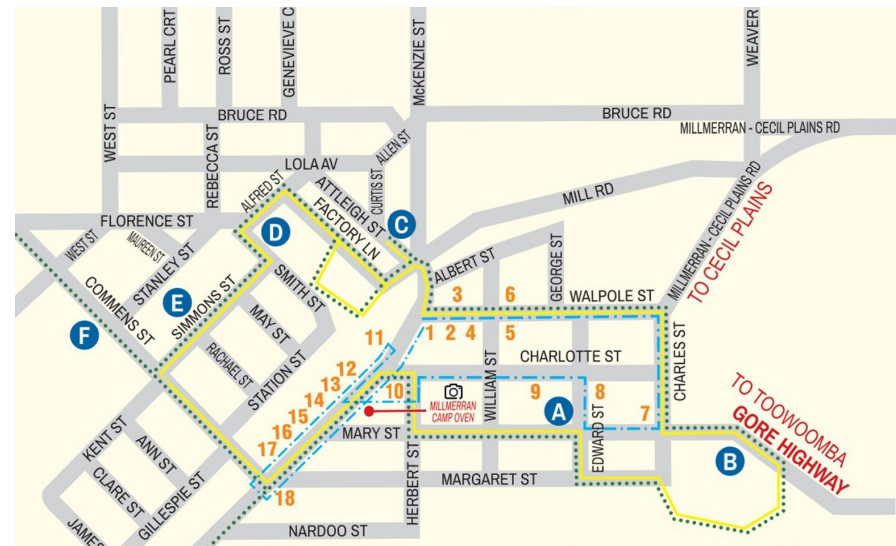 WEST ST
PEARL CRT
ROSS ST
GENEVIEVE C
McKENZIE ST
WEAVER
BRUCE RD
BRUCE RD
MILLMERRAN - CECIL PLAINS RD
REBECCA ST
LOLA AV
ALLEN ST
ALFRED ST
ATTLEIGH ST
CURTIS ST
MILL RD
MILLMERRAN - CECIL PLAINS RD
TO CECIL PLAINS
FLORENCE ST
FACTORY LN
C
D
WEST ST
MAUREEN ST
STANLEY ST
ALBERT ST
GEORGE ST
SMITH ST
E
COMMENS ST
SIMMONS ST
3
6
WALPOLE ST
F
MAY ST
11
1
2
4
5
RACHAEL ST
STATION ST
12
WILLIAM ST
CHARLOTTE ST
CHARLES ST
13
10
MILLMERRAN
CAMP OVEN
9
8
14
15
A
7
TO TOOWOOMBA
GORE HIGHWAY
16
17
MARY ST
EDWARD ST
KENT ST
ANN ST
B
CLARE ST
GILLESPIE ST
HERBERT ST
MARGARET ST
18
JAMES
NARDOO ST